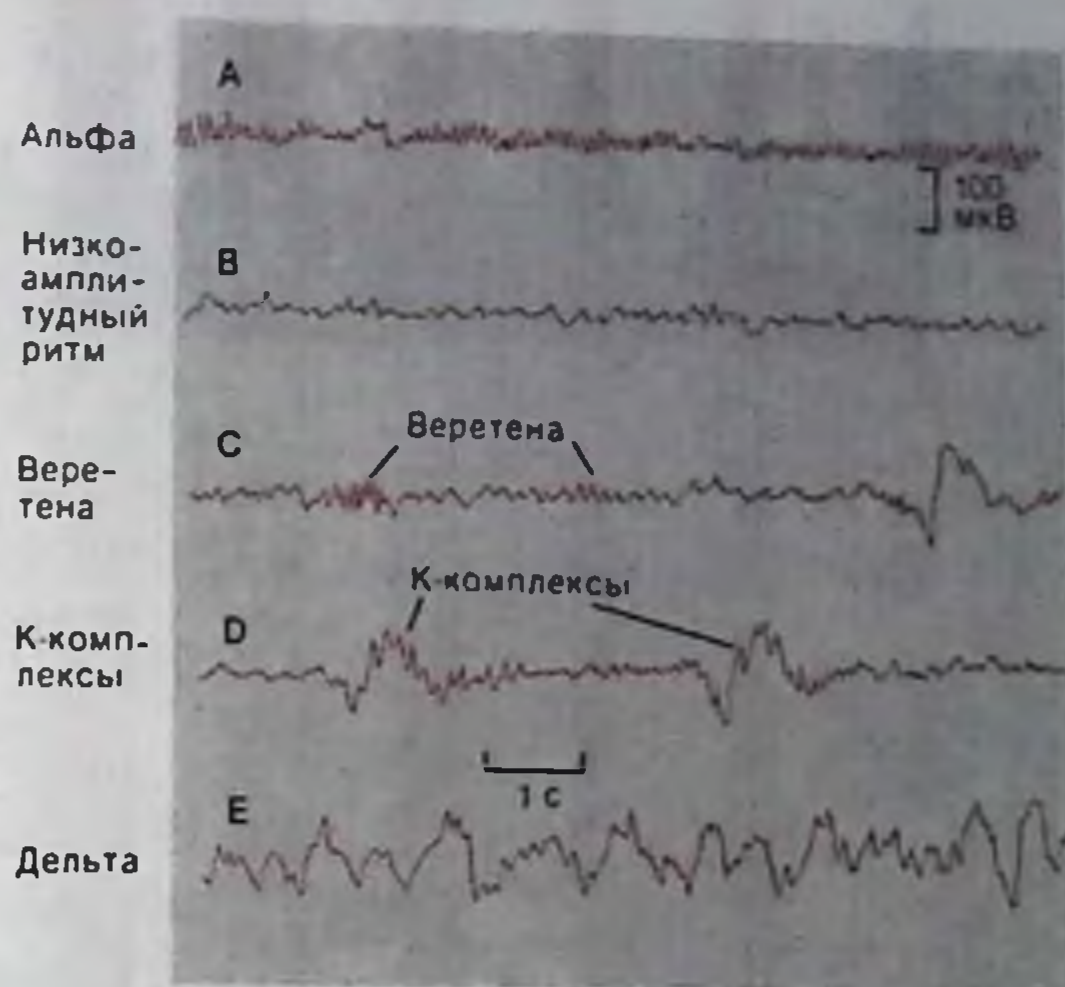 A
Альфа
100
мкВ
Низко-
ампли-
тудный
ритм
B
C
Веретена
Вере-
тена
К-комплексы
D
К-комп-
лексы
1 с
E
Дельта